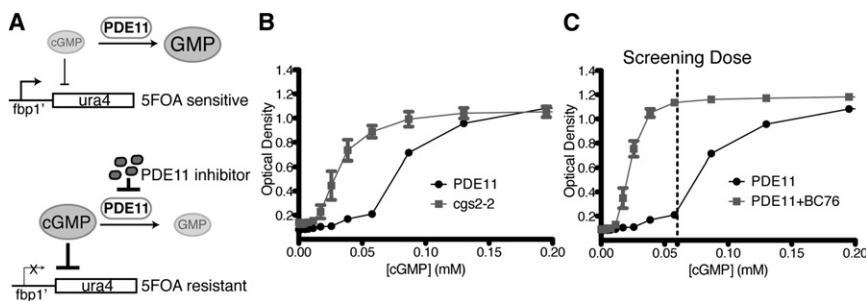 A
PDE11
cGMP
GMP
fbp1'
ura4
5FOA sensitive
PDE11 inhibitor
PDE11
cGMP
GMP
X
fbp1'
ura4
5FOA resistant
B
Optical Density
1.4
1.2
1.0
0.8
0.6
0.4
0.2
0.00 0.05 0.10 0.15 0.20
[cGMP] (mM)
PDE11
cgs2-2
C
Screening Dose
Optical Density
1.4
1.2
1.0
0.8
0.6
0.4
0.2
0.00 0.05 0.10 0.15 0.20
[cGMP] (mM)
PDE11
PDE11+BC76